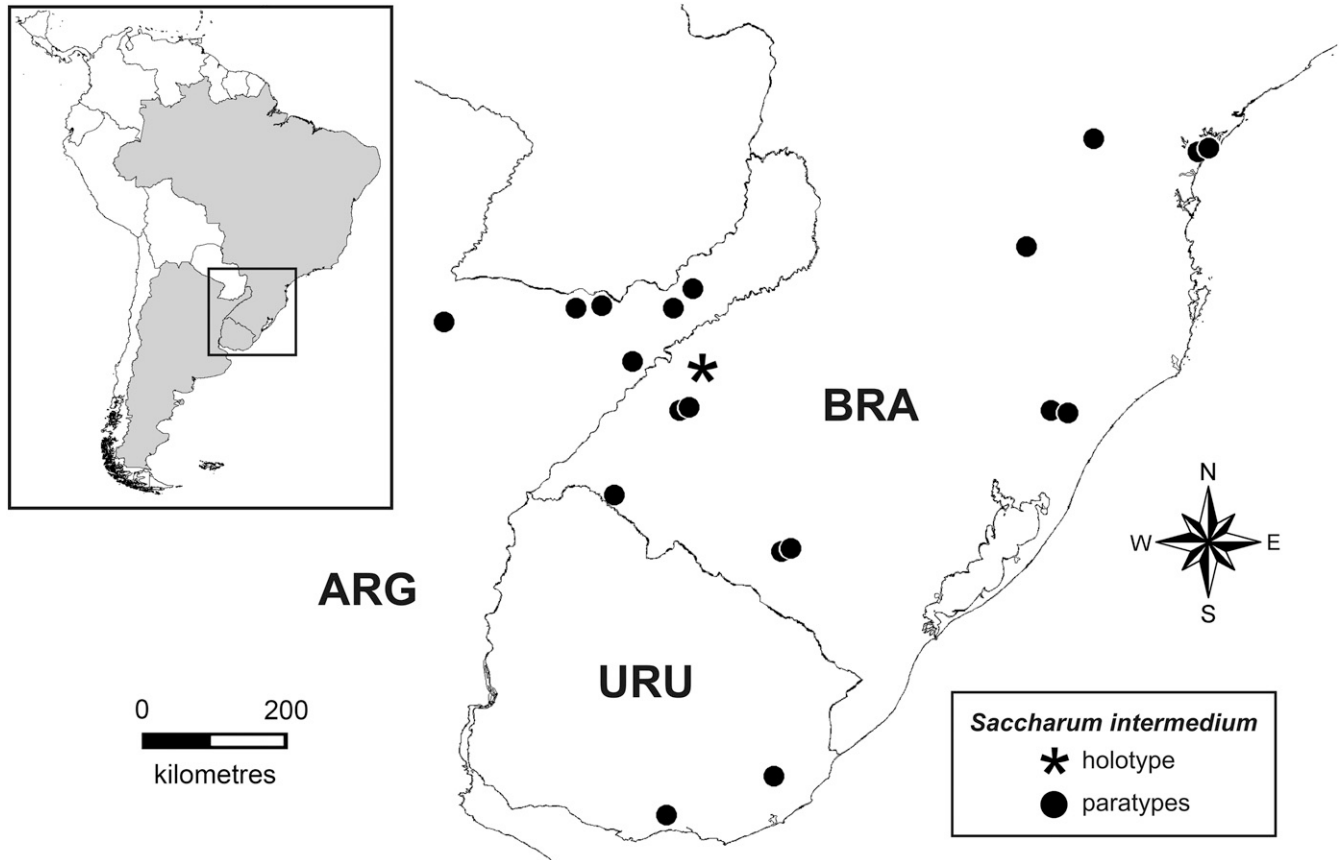 BRA
N
W E
S
ARG
URU
0 200
kilometres
Saccharum intermedium
* holotype
paratypes